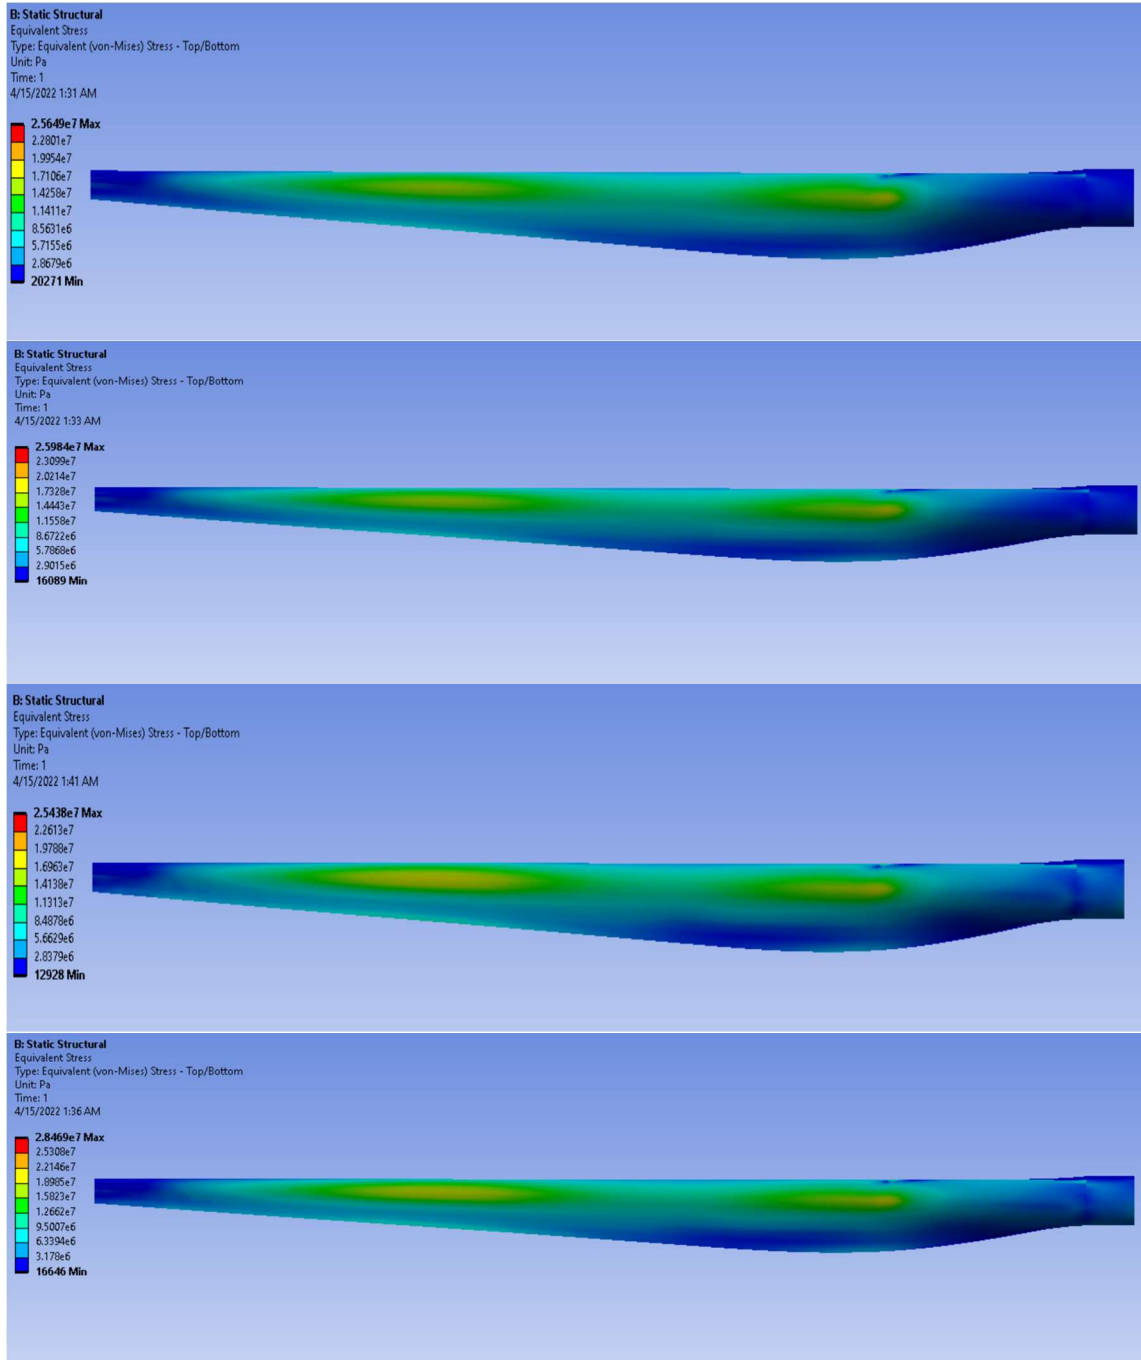 B: Static Structural
Equivalent Stress
Type: Equivalent (von-Mises) Stress - Top/Bottom
Unit: Pa
Time: 1
4/15/2022 1:31 AM
2.5649e7 Max
2.2801e7
1.9954e7
1.7106e7
1.4258e7
1.1411e7
8.5631e6
5.7155e6
2.8679e6
20271 Min
B: Static Structural
Equivalent Stress
Type: Equivalent (von-Mises) Stress - Top/Bottom
Unit: Pa
Time: 1
4/15/2022 1:33 AM
2.5984e7 Max
2.3099e7
2.0214e7
1.7328e7
1.4443e7
1.1558e7
8.6722e6
5.7868e6
2.9015e6
16089 Min
B: Static Structural
Equivalent Stress
Type: Equivalent (von-Mises) Stress - Top/Bottom
Unit: Pa
Time: 1
4/15/2022 1:41 AM
2.5438e7 Max
2.2613e7
1.9788e7
1.6963e7
1.4138e7
1.1313e7
8.4878e6
5.6629e6
2.8379e6
12928 Min
B: Static Structural
Equivalent Stress
Type: Equivalent (von-Mises) Stress - Top/Bottom
Unit: Pa
Time: 1
4/15/2022 1:36 AM
2.8469e7 Max
2.5308e7
2.2146e7
1.8985e7
1.5823e7
1.2662e7
9.5007e6
6.3394e6
3.178e6
16646 Min